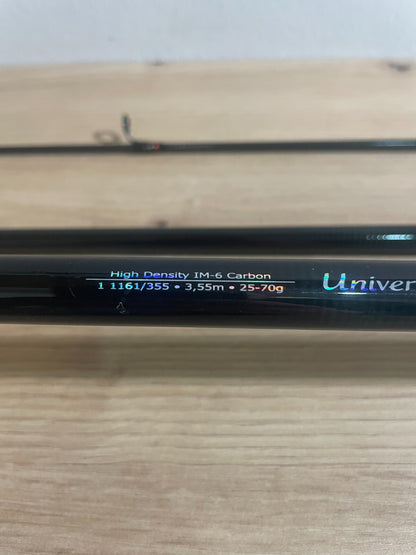 High Density IM-6 Carbon
1 1161/355 • 3,55m • 25-70g
Univer